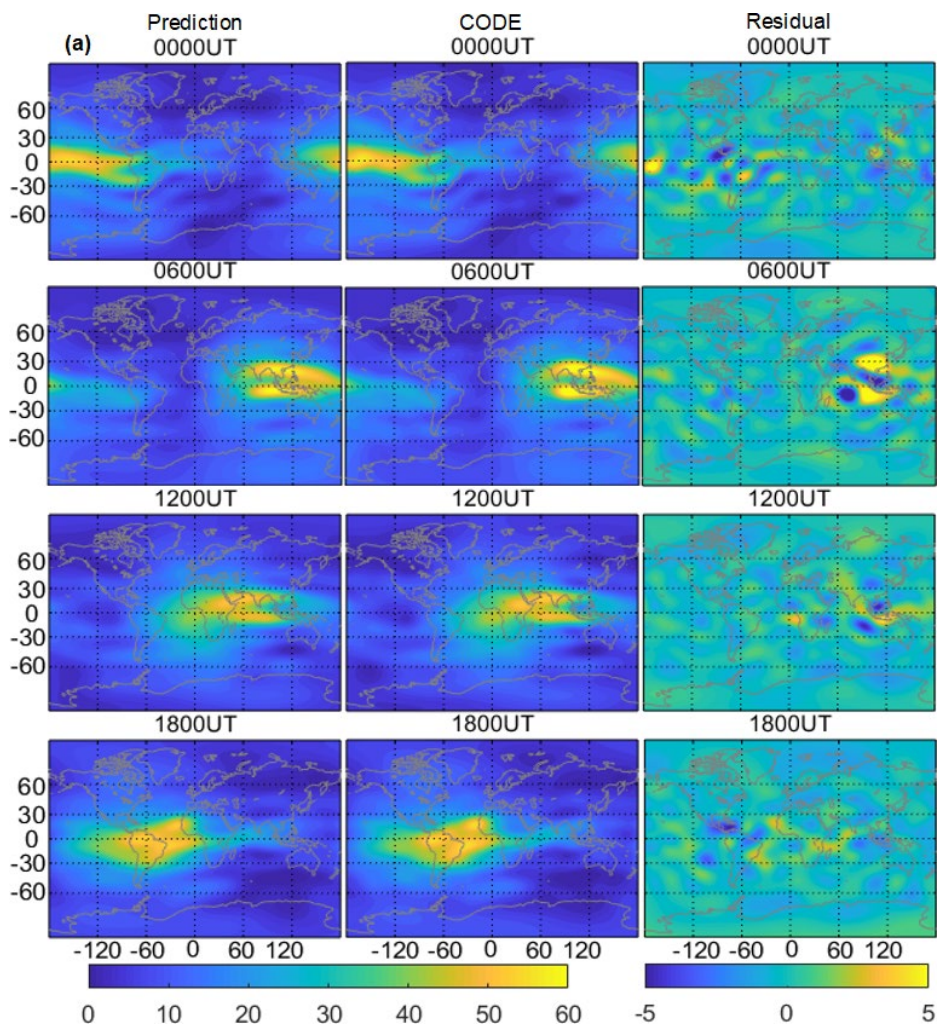 Prediction CODE Residual
(a) 0000UT 0000UT 0000UT
60
30
0
-30
-60
0600UT 0600UT 0600UT
60
30
0
-30
-60
1200UT 1200UT 1200UT
60
30
0
-30
-60
1800UT 1800UT 1800UT
60
30
0
-30
-60
-120 -60 0 60 120 -120 -60 0 60 120 -120 -60 0 60 120
0 10 20 30 40 50 60 -5 0 5